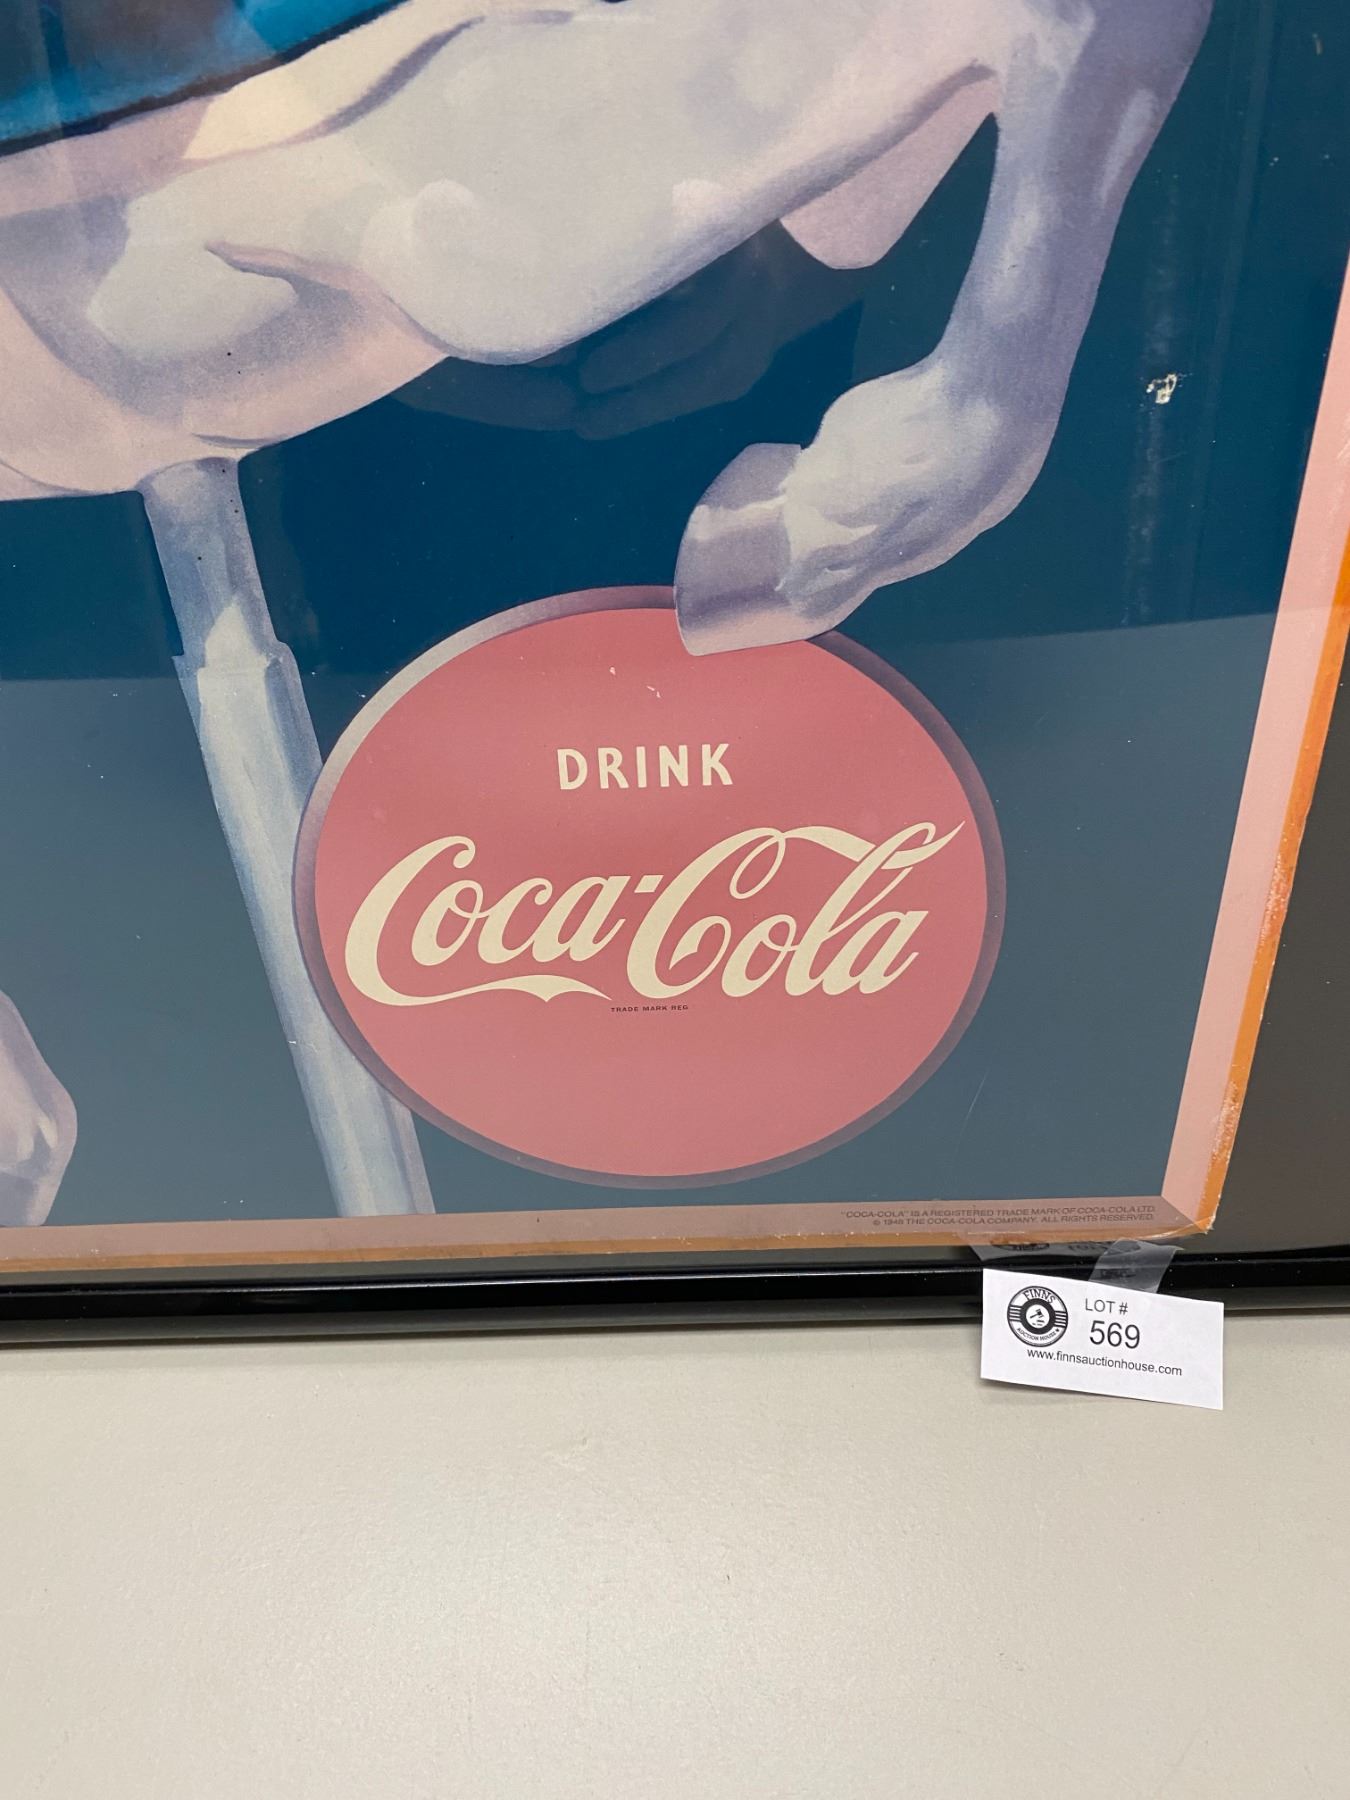 DRINK
Coca-Cola
TRADE MARK REG
"COCA-COLA" IS A REGISTERED TRADE MARK OF COCA-COLA LTD.
© 1948 THE COCA-COLA COMPANY. ALL RIGHTS RESERVED.
FINNS
AUCTION HOUSE
LOT #
569
www.finnsauctionhouse.com